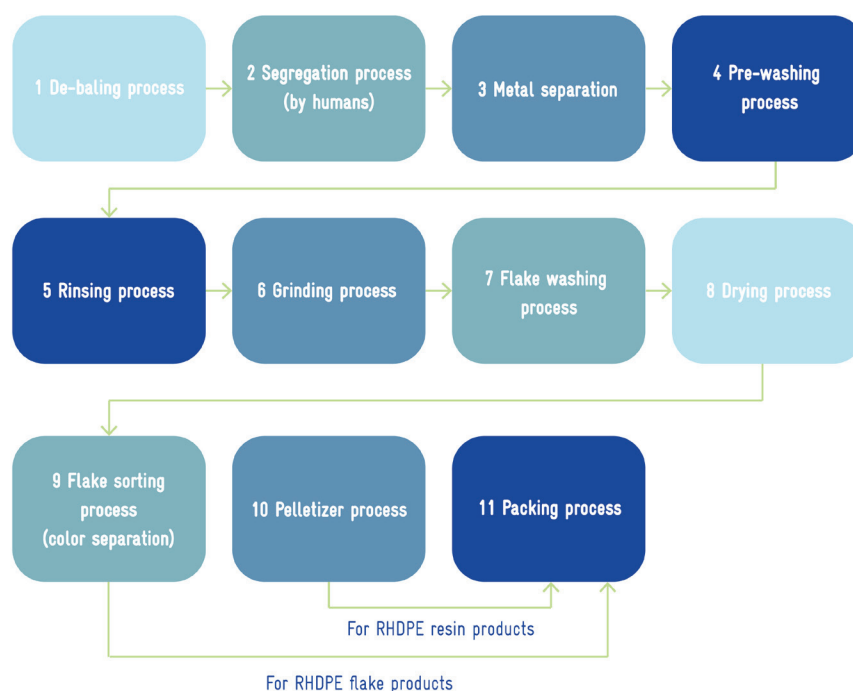 1 De-baling process
2 Segregation process
(by humans)
3 Metal separation
4 Pre-washing
process
5 Rinsing process
6 Grinding process
7 Flake washing
process
8 Drying process
9 Flake sorting
process
(color separation)
10 Pelletizer process
11 Packing process
For RHDPE resin products
For RHDPE flake products